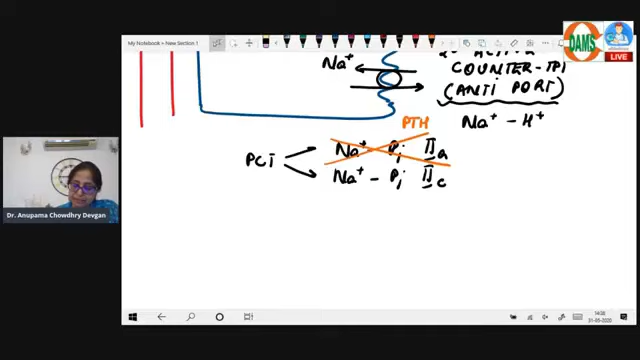 My Notebook » New Section 1
DAMS
LIVE
Na+
COUNTER-TPT
(ANTI PORT)
Na+ - H+
PTH
PCT
Na+ Pi IIa
Na+ - Pi IIc
Dr. Anupama Chowdhry Devgan
14:08
31-05-2020